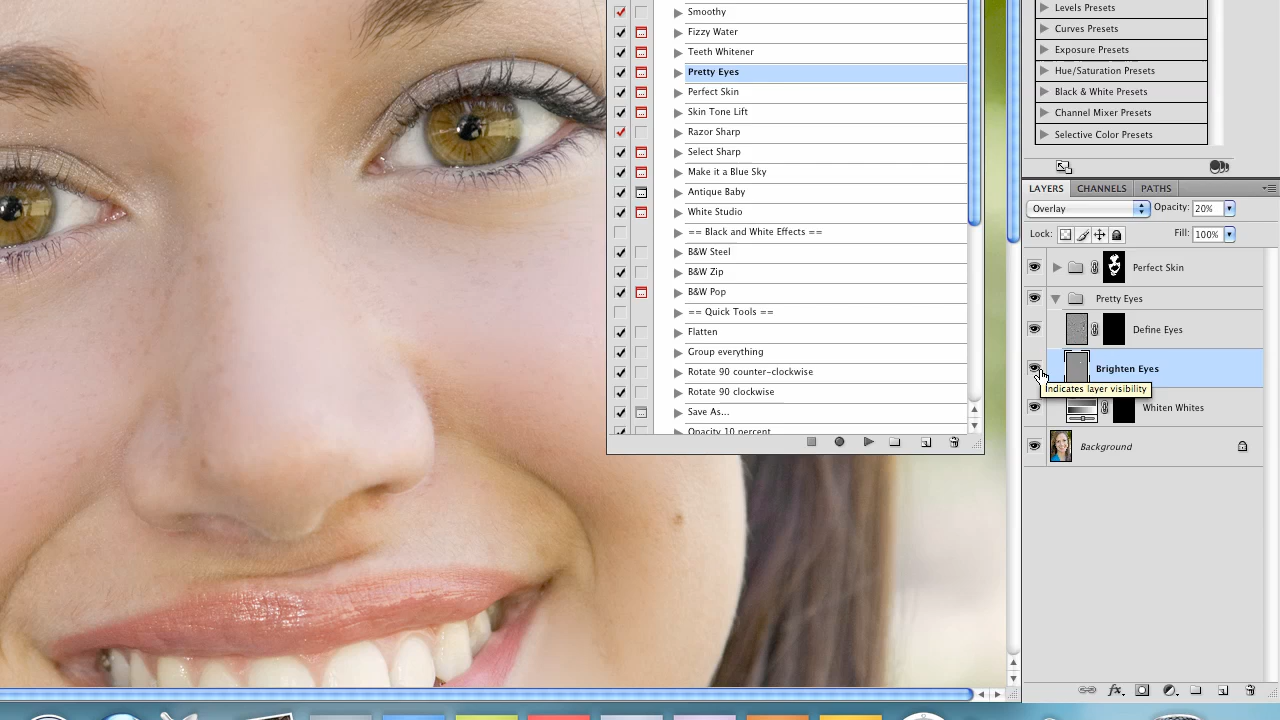 Smoothy
Fizzy Water
Teeth Whitener
Pretty Eyes
Perfect Skin
Skin Tone Lift
Razor Sharp
Select Sharp
Make it a Blue Sky
Antique Baby
White Studio
== Black and White Effects ==
B&W Steel
B&W Zip
B&W Pop
== Quick Tools ==
Flatten
Group everything
Rotate 90 counter-clockwise
Rotate 90 clockwise
Save As...
Opacity 10 percent
Levels Presets
Curves Presets
Exposure Presets
Hue/Saturation Presets
Black & White Presets
Channel Mixer Presets
Selective Color Presets
LAYERS CHANNELS PATHS
Overlay Opacity: 20%
Lock: Fill: 100%
Perfect Skin
Pretty Eyes
Define Eyes
Brighten Eyes
Indicates layer visibility
Whiten Whites
Background
fx